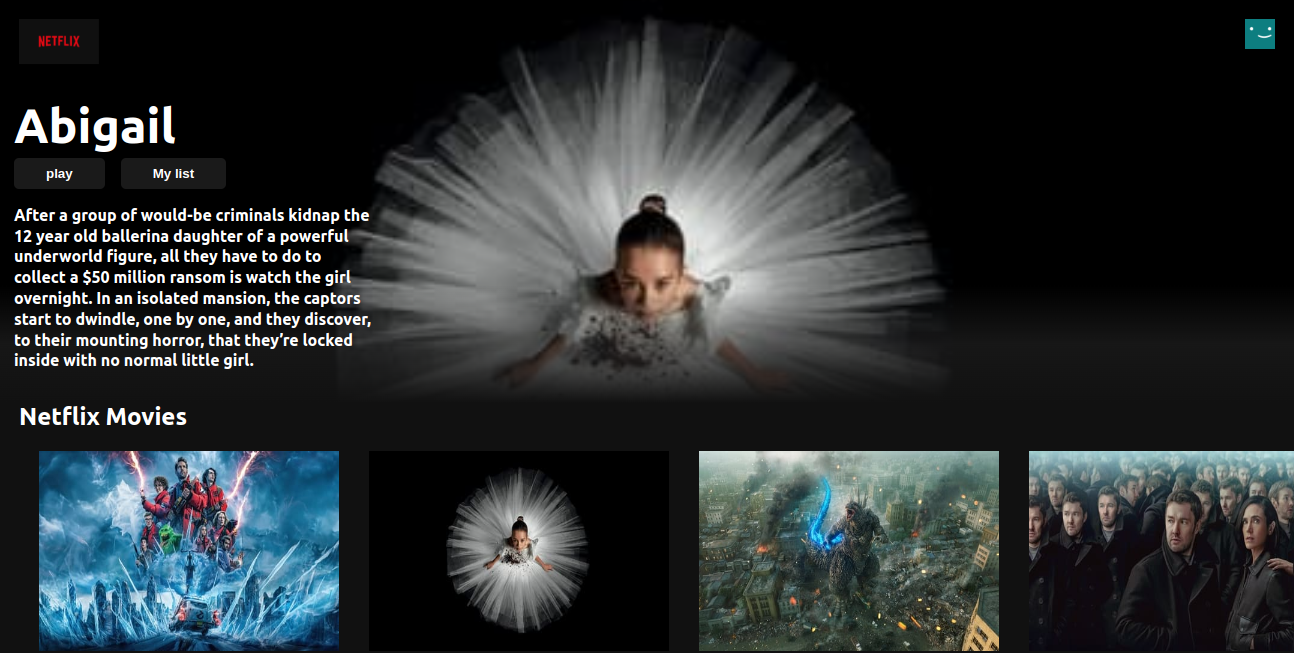 NETFLIX
Abigail
play
My list
After a group of would-be criminals kidnap the
12 year old ballerina daughter of a powerful
underworld figure, all they have to do to
collect a $50 million ransom is watch the girl
overnight. In an isolated mansion, the captors
start to dwindle, one by one, and they discover,
to their mounting horror, that they’re locked
inside with no normal little girl.
Netflix Movies